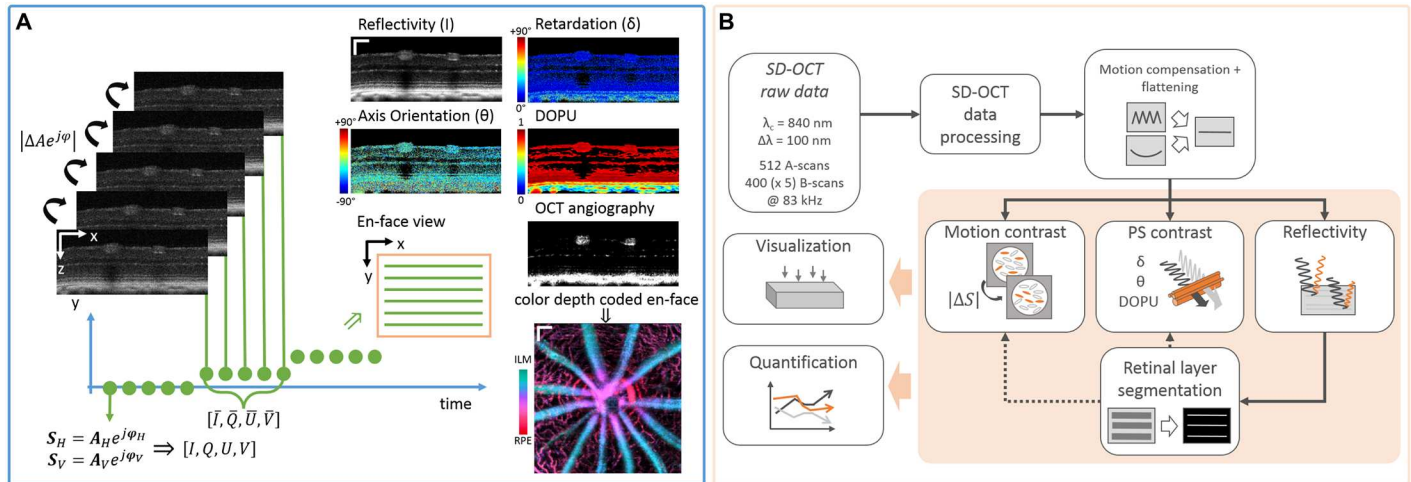 A
Reflectivity (I)
Retardation (δ)
+90°
0°
|ΔAe^{jφ}|
Axis Orientation (θ)
DOPU
+90°
-90°
1
0
x
z
y
En-face view
x
y
OCT angiography
color depth coded en-face
⇓
ILM
RPE
time
[Ī, Q̄, Ū, V̄]
S_H = A_H e^{jφ_H}
S_V = A_V e^{jφ_V}
⇒ [I, Q, U, V]
B
SD-OCT
raw data
λ_c = 840 nm
Δλ = 100 nm
512 A-scans
400 (x 5) B-scans
@ 83 kHz
SD-OCT
data
processing
Motion compensation +
flattening
Visualization
Motion contrast
|ΔS|
PS contrast
δ
θ
DOPU
Reflectivity
Quantification
Retinal layer
segmentation